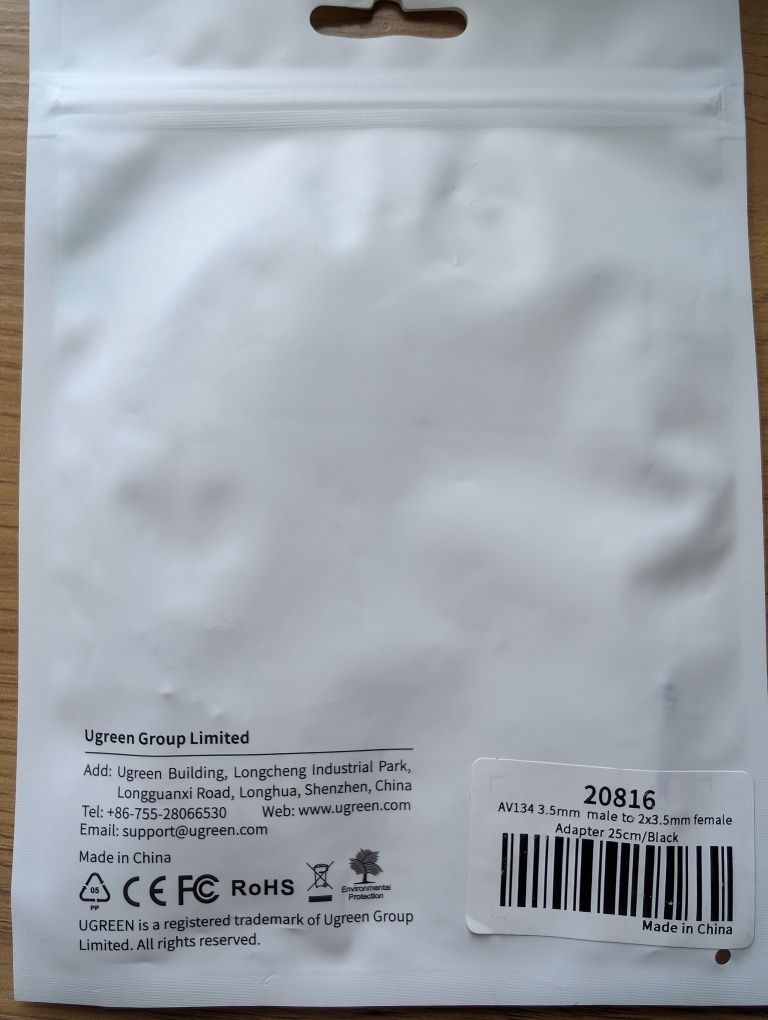 Ugreen Group Limited
Add: Ugreen Building, Longcheng Industrial Park,
Longguanxi Road, Longhua, Shenzhen, China
Tel: +86-755-28066530 Web: www.ugreen.com
Email: support@ugreen.com
Made in China
05
PP
CE FC RoHS
Environmental
Protection
UGREEN is a registered trademark of Ugreen Group
Limited. All rights reserved.
20816
AV134 3.5mm male to 2x3.5mm female
Adapter 25cm/Black
Made in China